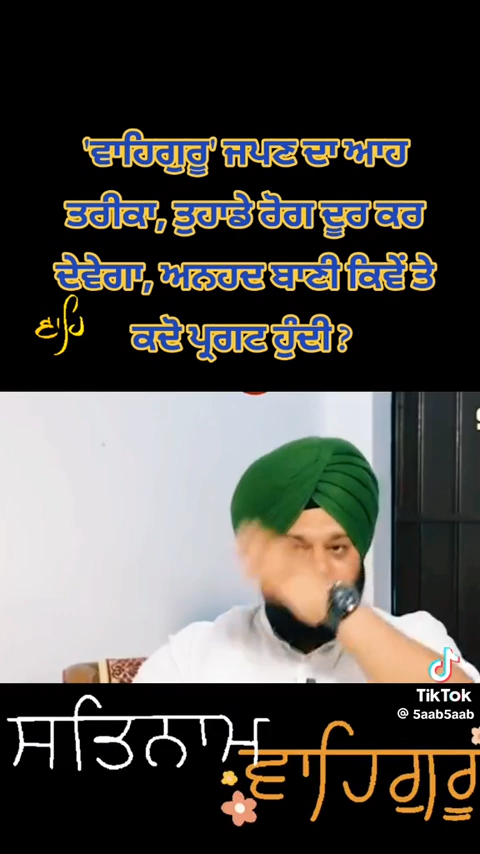 'ਵਾਹਿਗੁਰੂ' ਜਪਣ ਦਾ ਆਹ
ਤਰੀਕਾ, ਤੁਹਾਡੇ ਰੋਗ ਦੂਰ ਕਰ
ਦੇਵੇਗਾ, ਅਨਹਦ ਬਾਣੀ ਕਿਵੇਂ ਤੇ
ਕਦੋ ਪ੍ਰਗਟ ਹੁੰਦੀ ?
TikTok
@ 5aab5aab
ਸਤਿਨਾਮ
ਵਾਹਿਗੁਰੂ